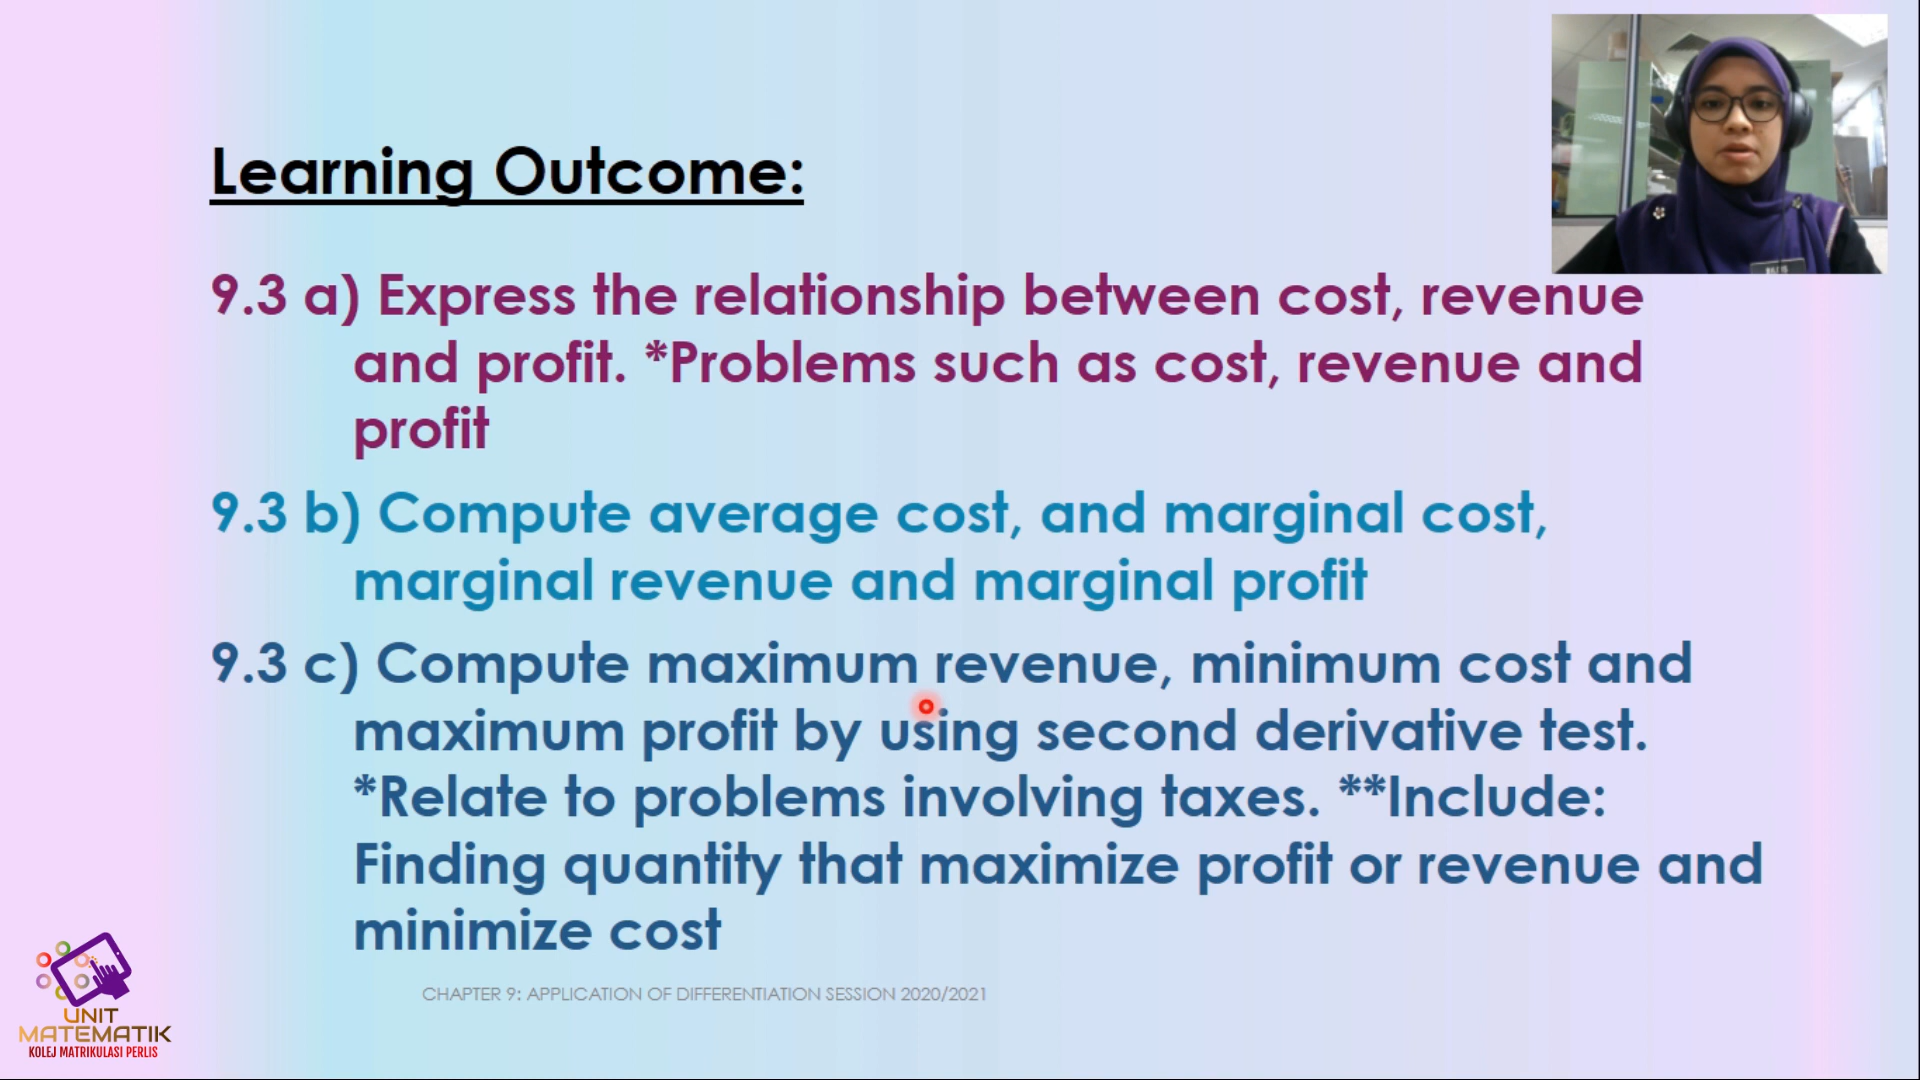 Learning Outcome:
9.3 a) Express the relationship between cost, revenue
and profit. *Problems such as cost, revenue and
profit
9.3 b) Compute average cost, and marginal cost,
marginal revenue and marginal profit
9.3 c) Compute maximum revenue, minimum cost and
maximum profit by using second derivative test.
*Relate to problems involving taxes. **Include:
Finding quantity that maximize profit or revenue and
minimize cost
CHAPTER 9: APPLICATION OF DIFFERENTIATION SESSION 2020/2021
UNIT
MATEMATIK
KOLEJ MATRIKULASI PERLIS